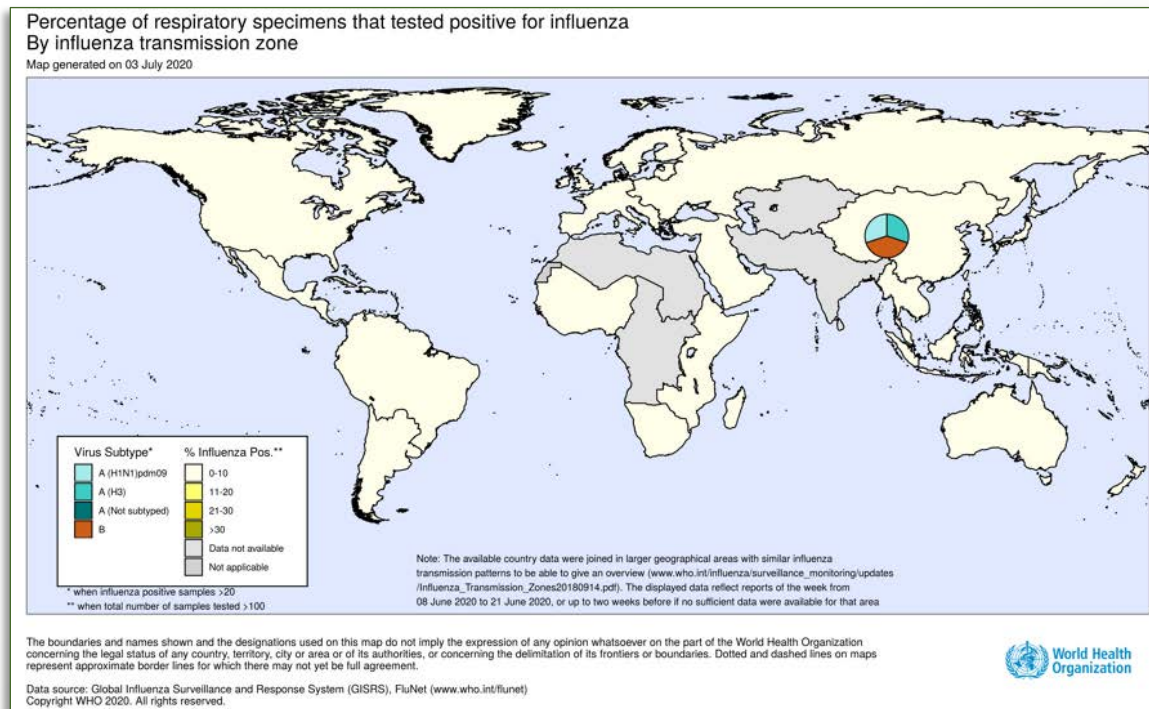 Percentage of respiratory specimens that tested positive for influenza
By influenza transmission zone
Map generated on 03 July 2020
Virus Subtype*
A (H1N1)pdm09
A (H3)
A (Not subtyped)
B
% Influenza Pos.**
0-10
11-20
21-30
>30
Data not available
Not applicable
* when influenza positive samples >20
** when total number of samples tested >100
Note: The available country data were joined in larger geographical areas with similar influenza
transmission patterns to be able to give an overview (www.who.int/influenza/surveillance_monitoring/updates
/Influenza_Transmission_Zones20180914.pdf). The displayed data reflect reports of the week from
08 June 2020 to 21 June 2020, or up to two weeks before if no sufficient data were available for that area
The boundaries and names shown and the designations used on this map do not imply the expression of any opinion whatsoever on the part of the World Health Organization
concerning the legal status of any country, territory, city or area or of its authorities, or concerning the delimitation of its frontiers or boundaries. Dotted and dashed lines on maps
represent approximate border lines for which there may not yet be full agreement.
Data source: Global Influenza Surveillance and Response System (GISRS), FluNet (www.who.int/flunet)
Copyright WHO 2020. All rights reserved.
World Health
Organization